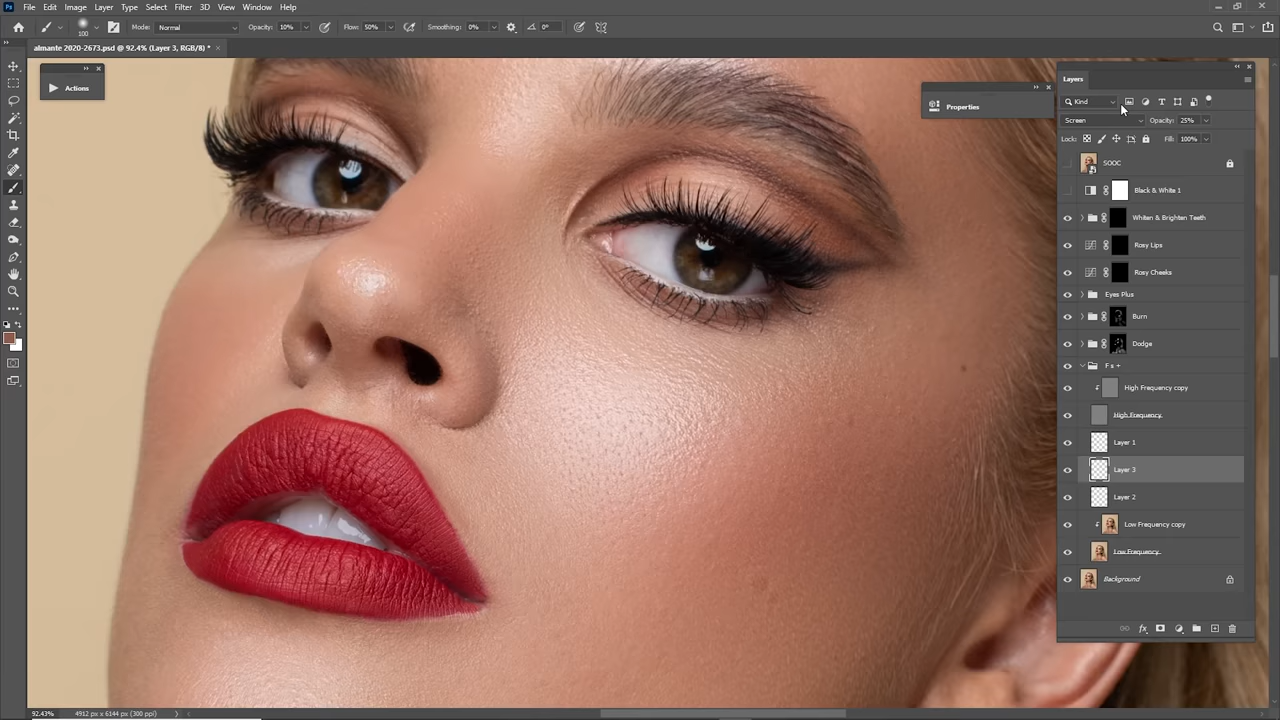 Ps File Edit Image Layer Type Select Filter 3D View Window Help
100 Mode: Normal Opacity: 10% Flow: 50% Smoothing: 0% 0°
almante 2020-2673.psd @ 92.4% (Layer 3, RGB/8) *
Actions
Properties
Layers
Kind
Screen Opacity: 25%
Lock: Fill: 100%
SOOC
Black & White 1
Whiten & Brighten Teeth
Rosy Lips
Rosy Cheeks
Eyes Plus
Burn
Dodge
F s +
High Frequency copy
High Frequency
Layer 1
Layer 3
Layer 2
Low Frequency copy
Low Frequency
Background
fx
92.43% 4912 px x 6144 px (300 ppi)